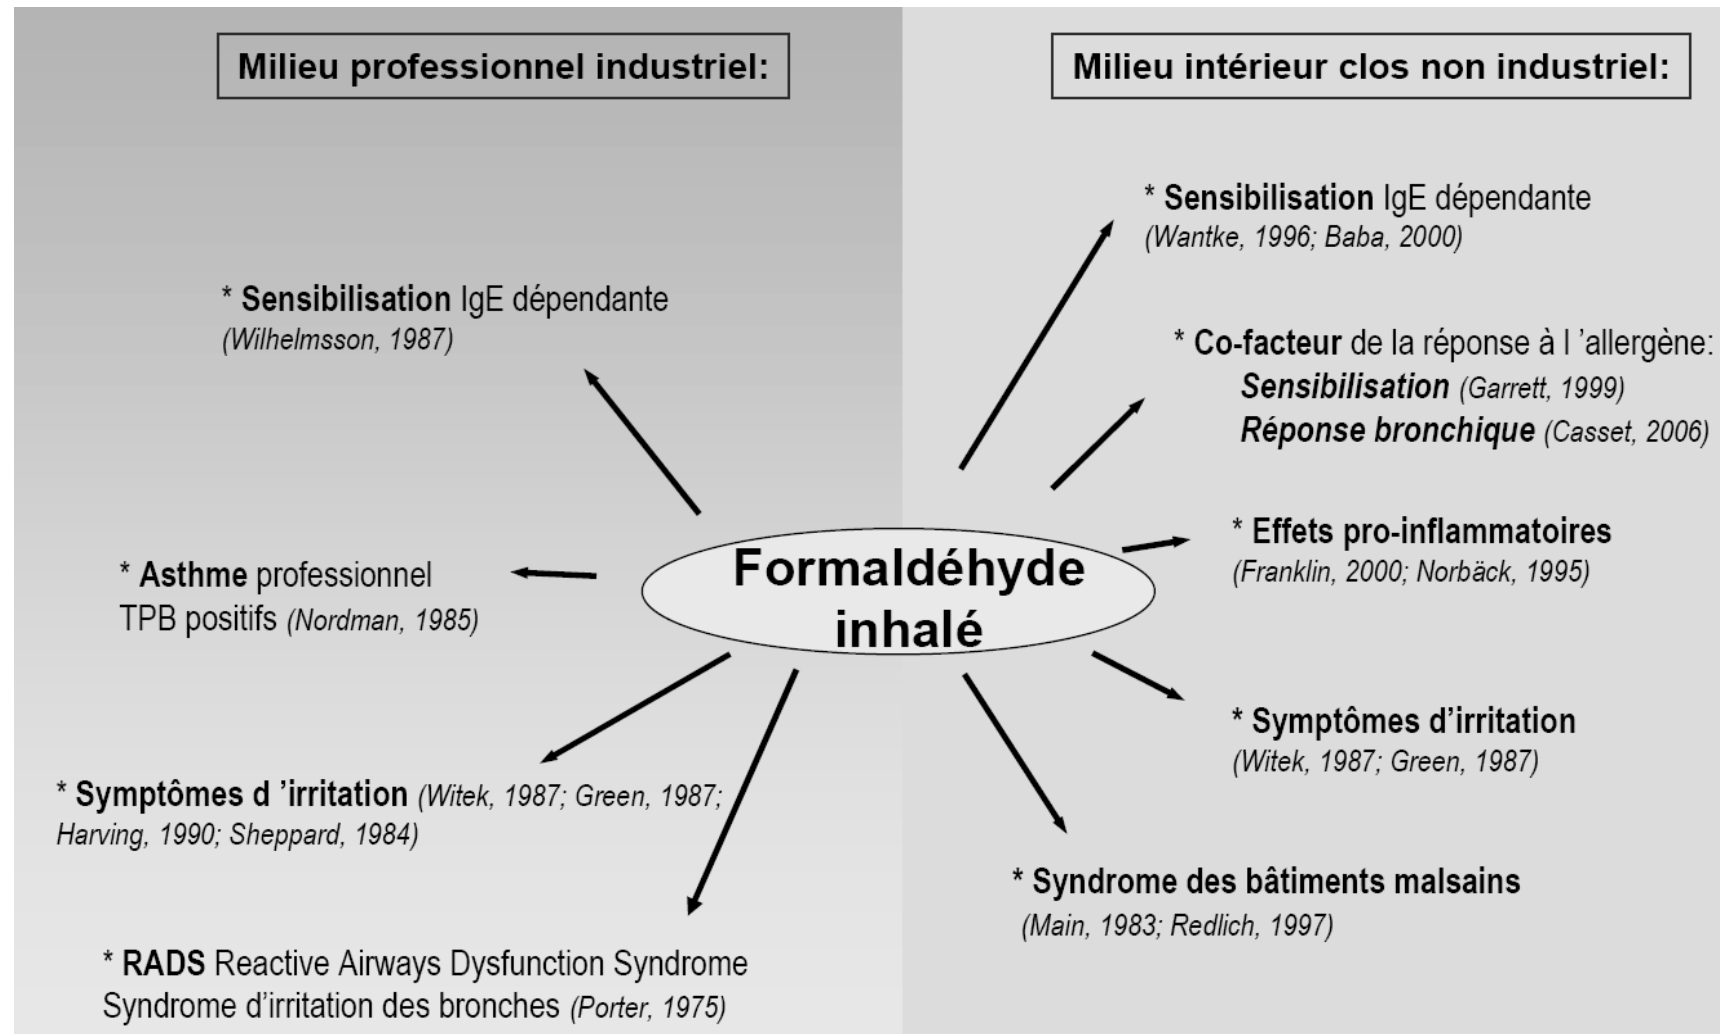 Milieu professionnel industriel:
* Sensibilisation IgE dépendante
(Wilhelmsson, 1987)
* Asthme professionnel
TPB positifs (Nordman, 1985)
* Symptômes d 'irritation (Witek, 1987; Green, 1987;
Harving, 1990; Sheppard, 1984)
* RADS Reactive Airways Dysfunction Syndrome
Syndrome d'irritation des bronches (Porter, 1975)
Formaldéhyde
inhalé
Milieu intérieur clos non industriel:
* Sensibilisation IgE dépendante
(Wantke, 1996; Baba, 2000)
* Co-facteur de la réponse à l 'allergène:
Sensibilisation (Garrett, 1999)
Réponse bronchique (Casset, 2006)
* Effets pro-inflammatoires
(Franklin, 2000; Norbäck, 1995)
* Symptômes d'irritation
(Witek, 1987; Green, 1987)
* Syndrome des bâtiments malsains
(Main, 1983; Redlich, 1997)